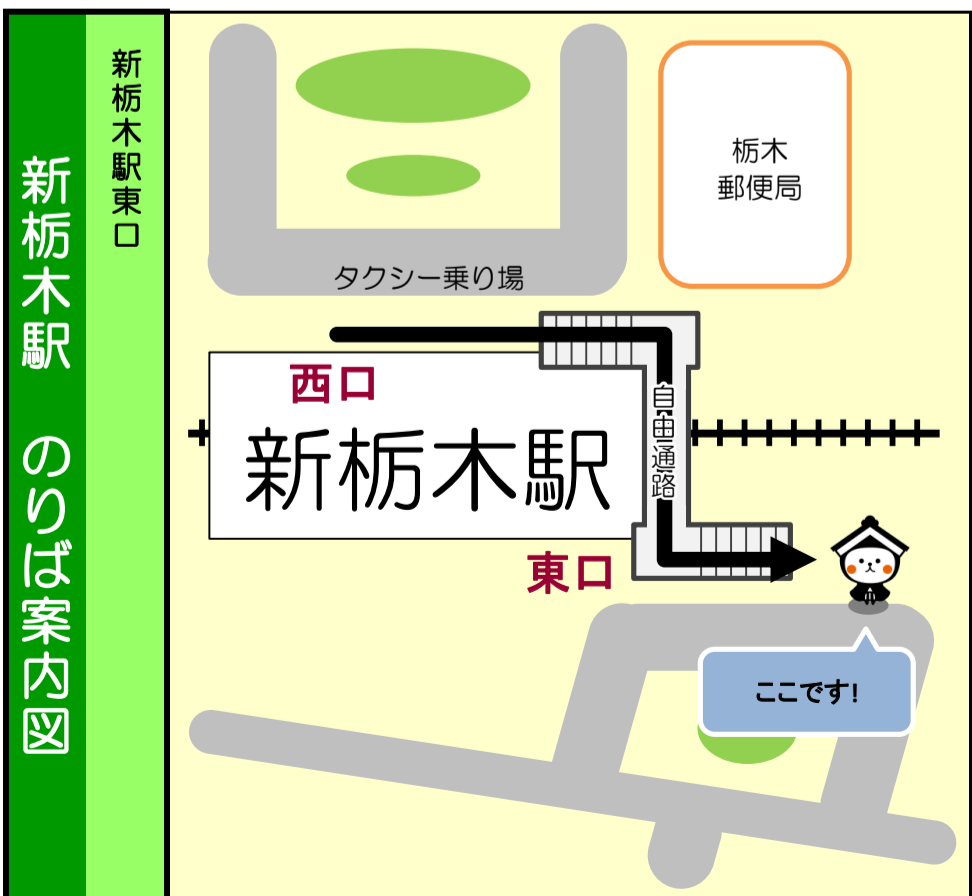 新栃木駅 のりば案内図
新栃木駅東口
栃木
郵便局
タクシー乗り場
西口
新栃木駅
自由通路
東口
ここです!